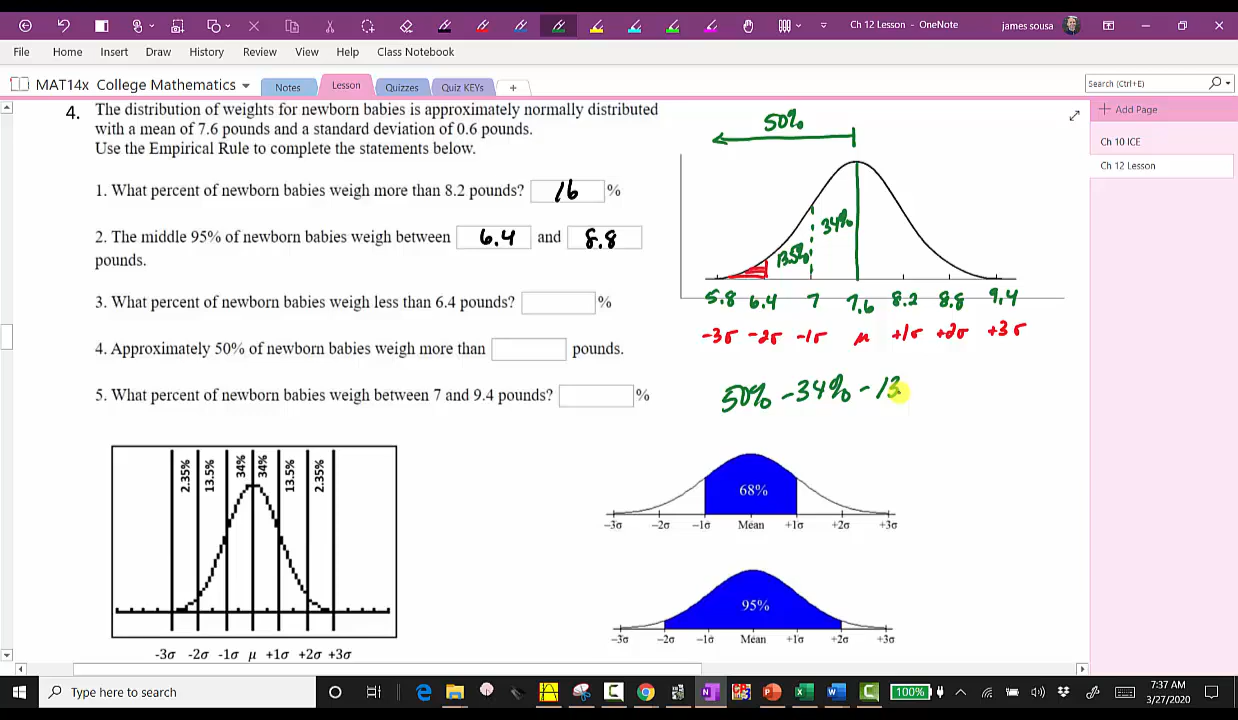 Ch 12 Lesson - OneNote
james sousa
File Home Insert Draw History Review View Help Class Notebook
MAT14x College Mathematics
Notes Lesson Quizzes Quiz KEYs +
Search (Ctrl+E)
Add Page
Ch 10 ICE
Ch 12 Lesson
4. The distribution of weights for newborn babies is approximately normally distributed
with a mean of 7.6 pounds and a standard deviation of 0.6 pounds.
Use the Empirical Rule to complete the statements below.
1. What percent of newborn babies weigh more than 8.2 pounds? 16 %
2. The middle 95% of newborn babies weigh between 6.4 and 8.8
pounds.
3. What percent of newborn babies weigh less than 6.4 pounds? %
4. Approximately 50% of newborn babies weigh more than pounds.
5. What percent of newborn babies weigh between 7 and 9.4 pounds? %
50%
34%
13.5%
5.8 6.4 7 7.6 8.2 8.8 9.4
-3σ -2σ -1σ μ +1σ +2σ +3σ
50% - 34% - 13
2.35% 13.5% 34% 34% 13.5% 2.35%
-3σ -2σ -1σ μ +1σ +2σ +3σ
68%
-3σ -2σ -1σ Mean +1σ +2σ +3σ
95%
-3σ -2σ -1σ Mean +1σ +2σ +3σ
Type here to search
100%
7:37 AM
3/27/2020